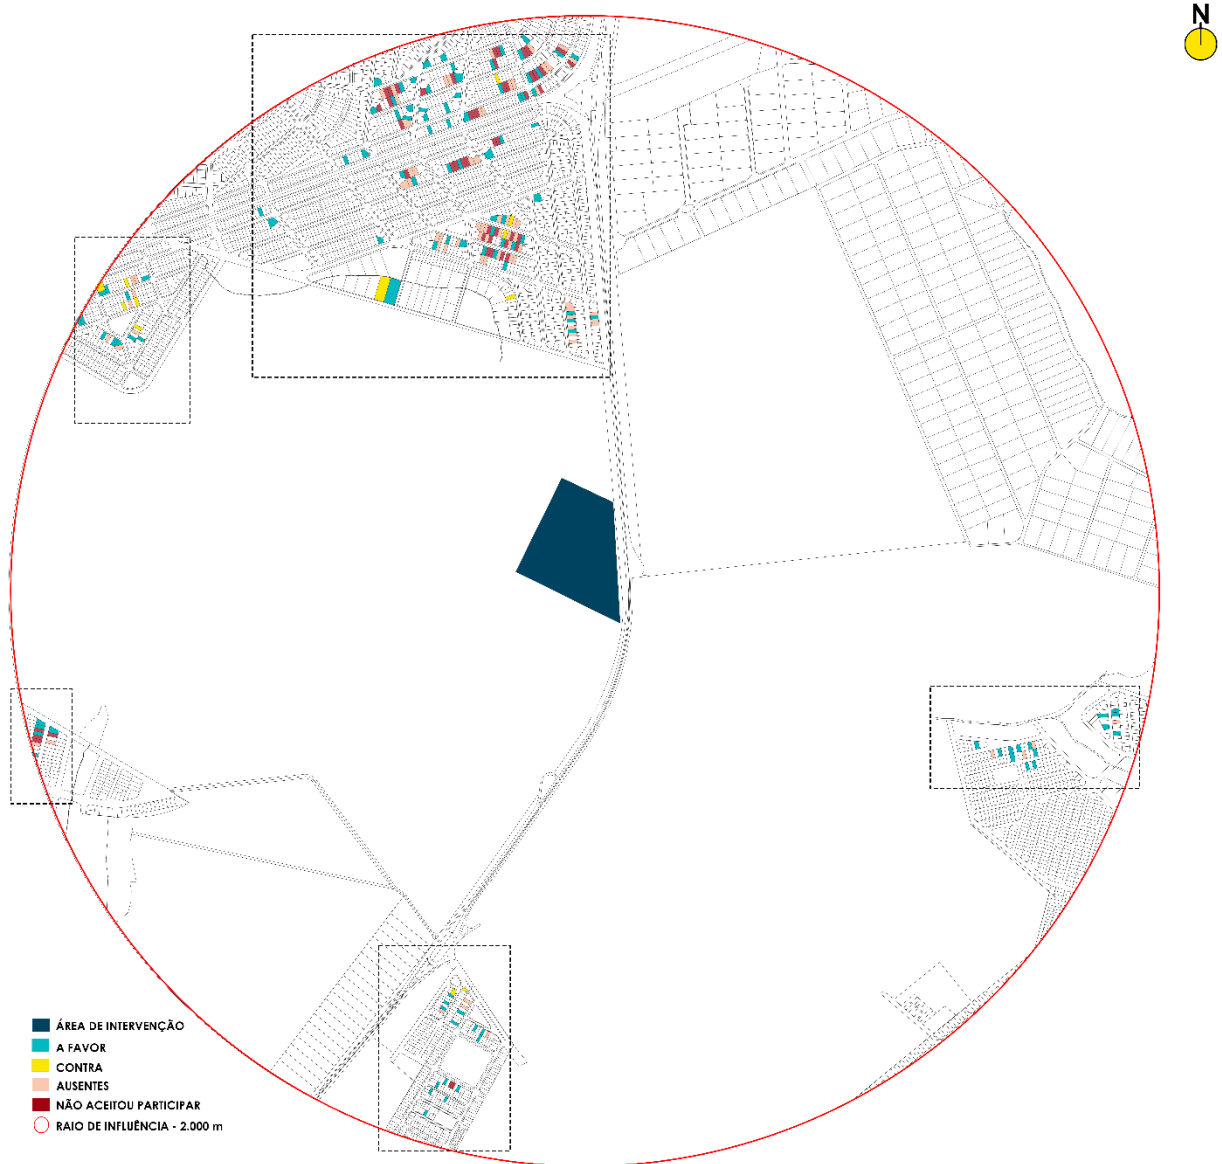 N
ÁREA DE INTERVENÇÃO
A FAVOR
CONTRA
AUSENTES
NÃO ACEITOU PARTICIPAR
RAIO DE INFLUÊNCIA - 2.000 m